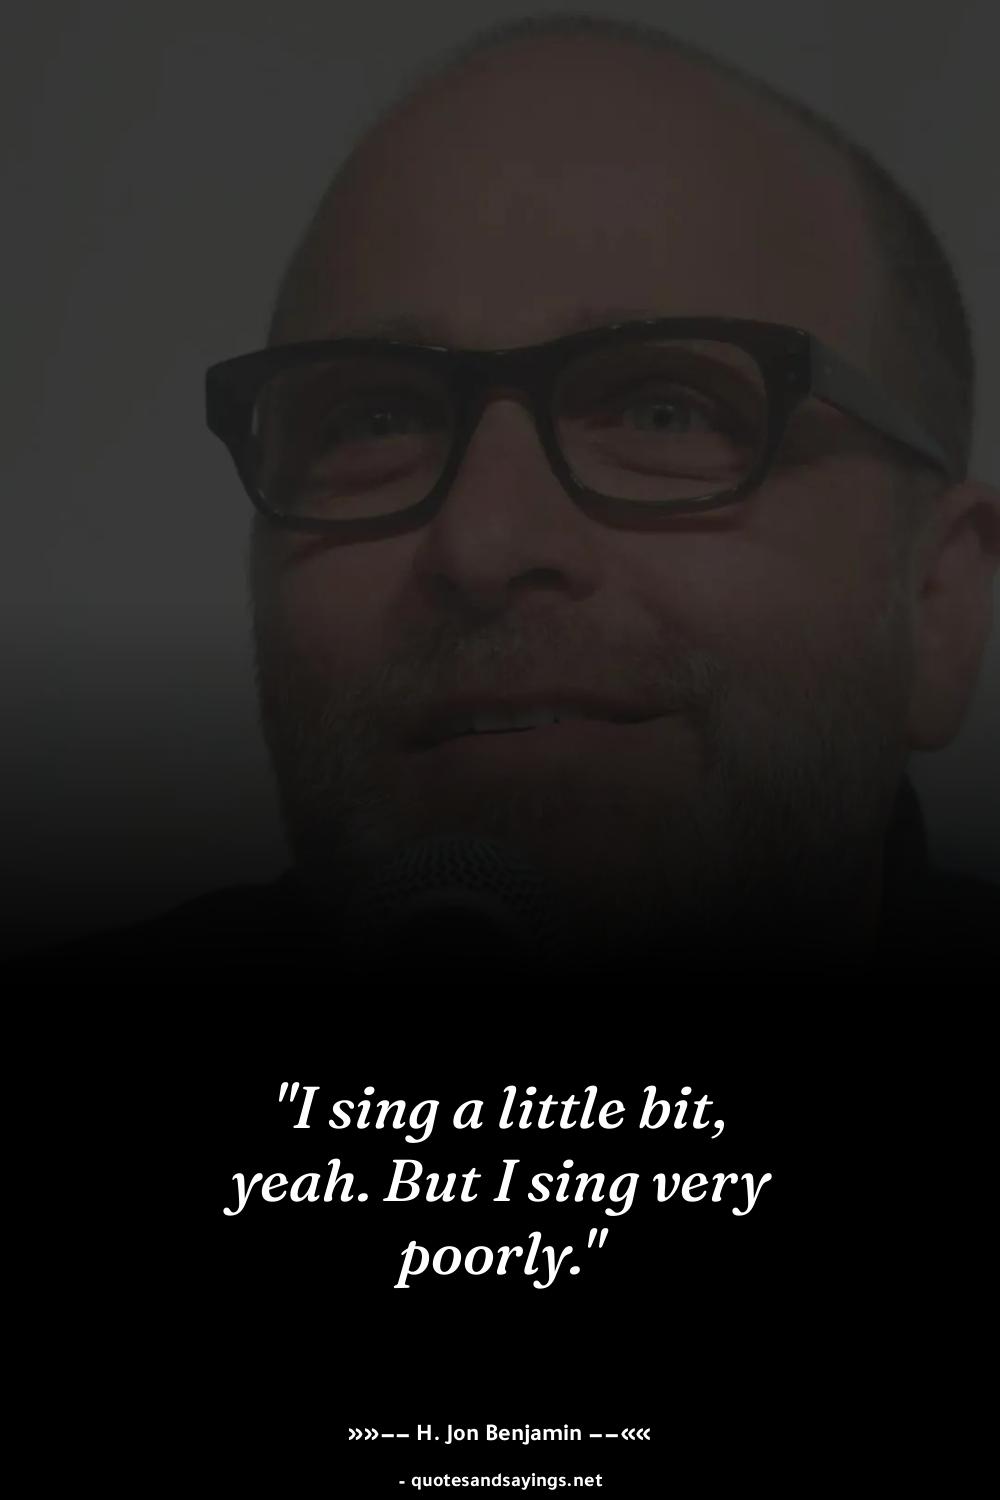 "I sing a little bit,
yeah. But I sing very
poorly."
»»–– H. Jon Benjamin ––««
- quotesandsayings.net